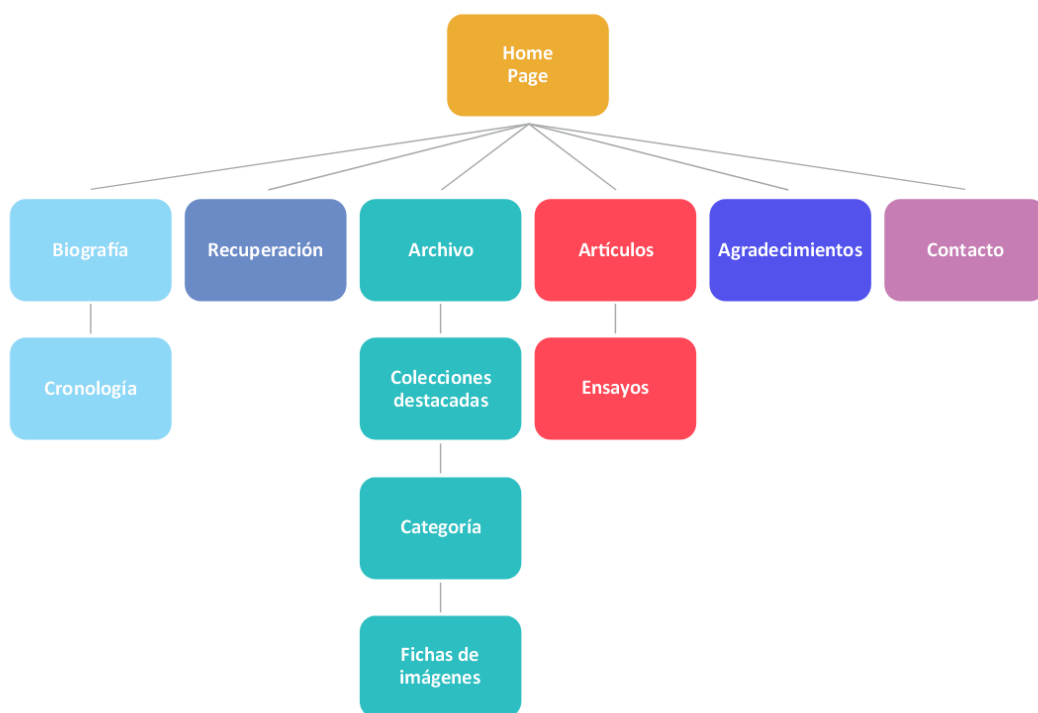 Home
Page
Biografía
Recuperación
Archivo
Artículos
Agradecimientos
Contacto
Cronología
Colecciones
destacadas
Ensayos
Categoría
Fichas de
imágenes